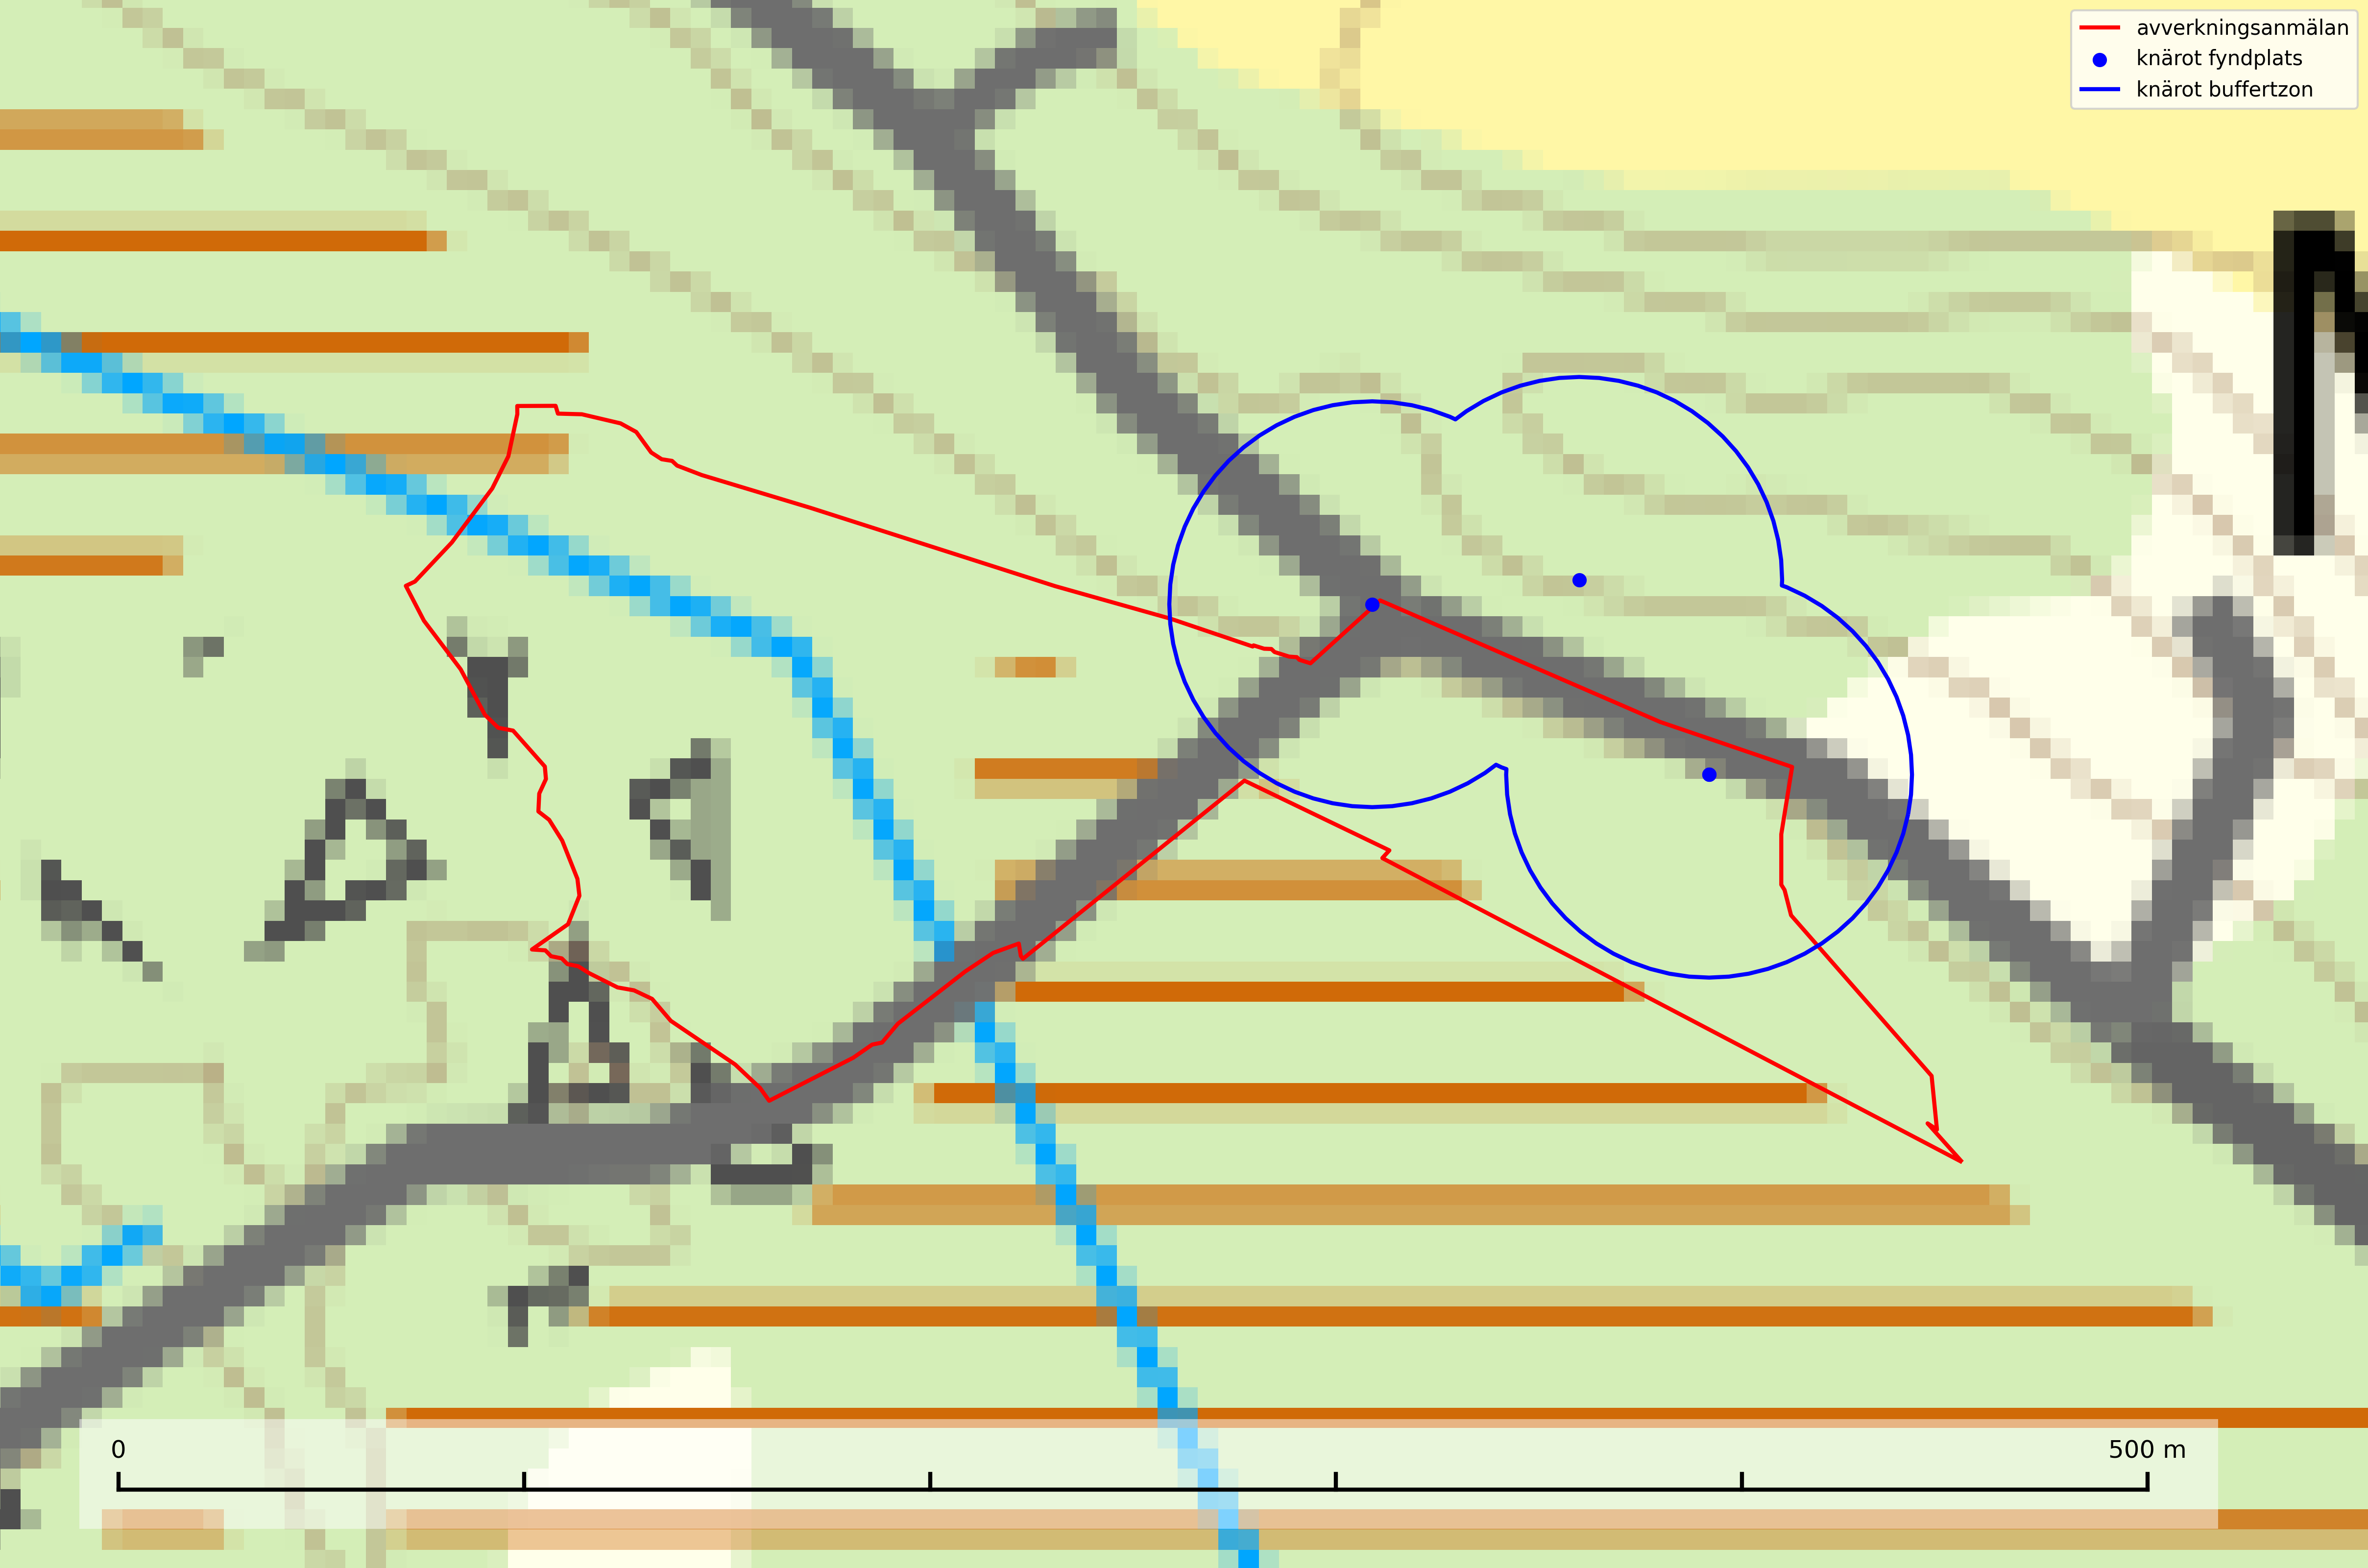 avverkningsanmälan
knärot fyndplats
knärot buffertzon
0
500 m